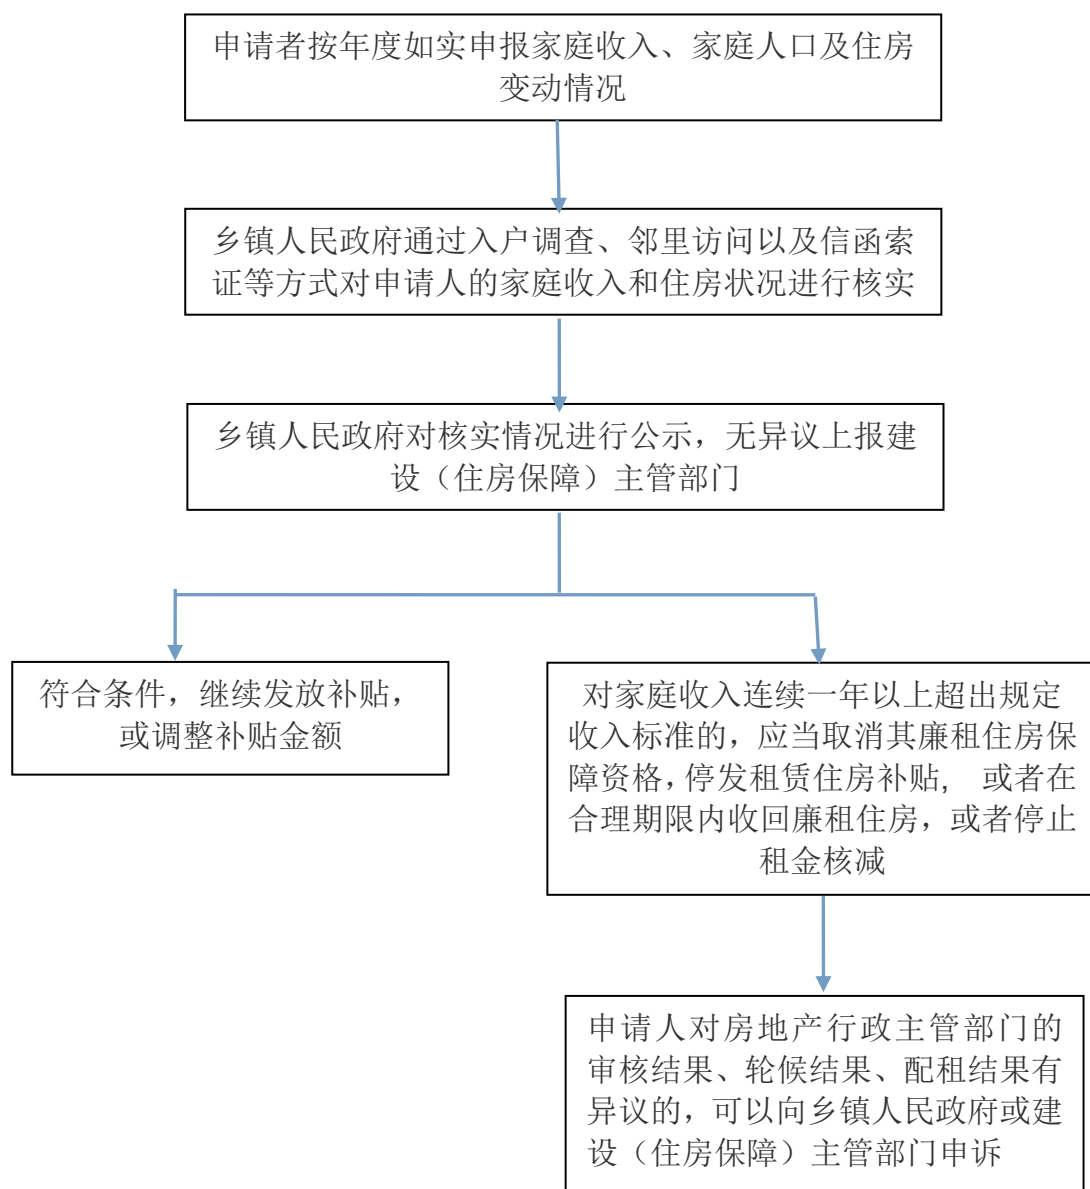 申请者按年度如实申报家庭收入、家庭人口及住房
变动情况
乡镇人民政府通过入户调查、邻里访问以及信函索
证等方式对申请人的家庭收入和住房状况进行核实
乡镇人民政府对核实情况进行公示，无异议上报建
设（住房保障）主管部门
符合条件，继续发放补贴，
或调整补贴金额
对家庭收入连续一年以上超出规定
收入标准的，应当取消其廉租住房保
障资格，停发租赁住房补贴,　或者在
合理期限内收回廉租住房，或者停止
租金核减
申请人对房地产行政主管部门的
审核结果、轮候结果、配租结果有
异议的，可以向乡镇人民政府或建
设（住房保障）主管部门申诉